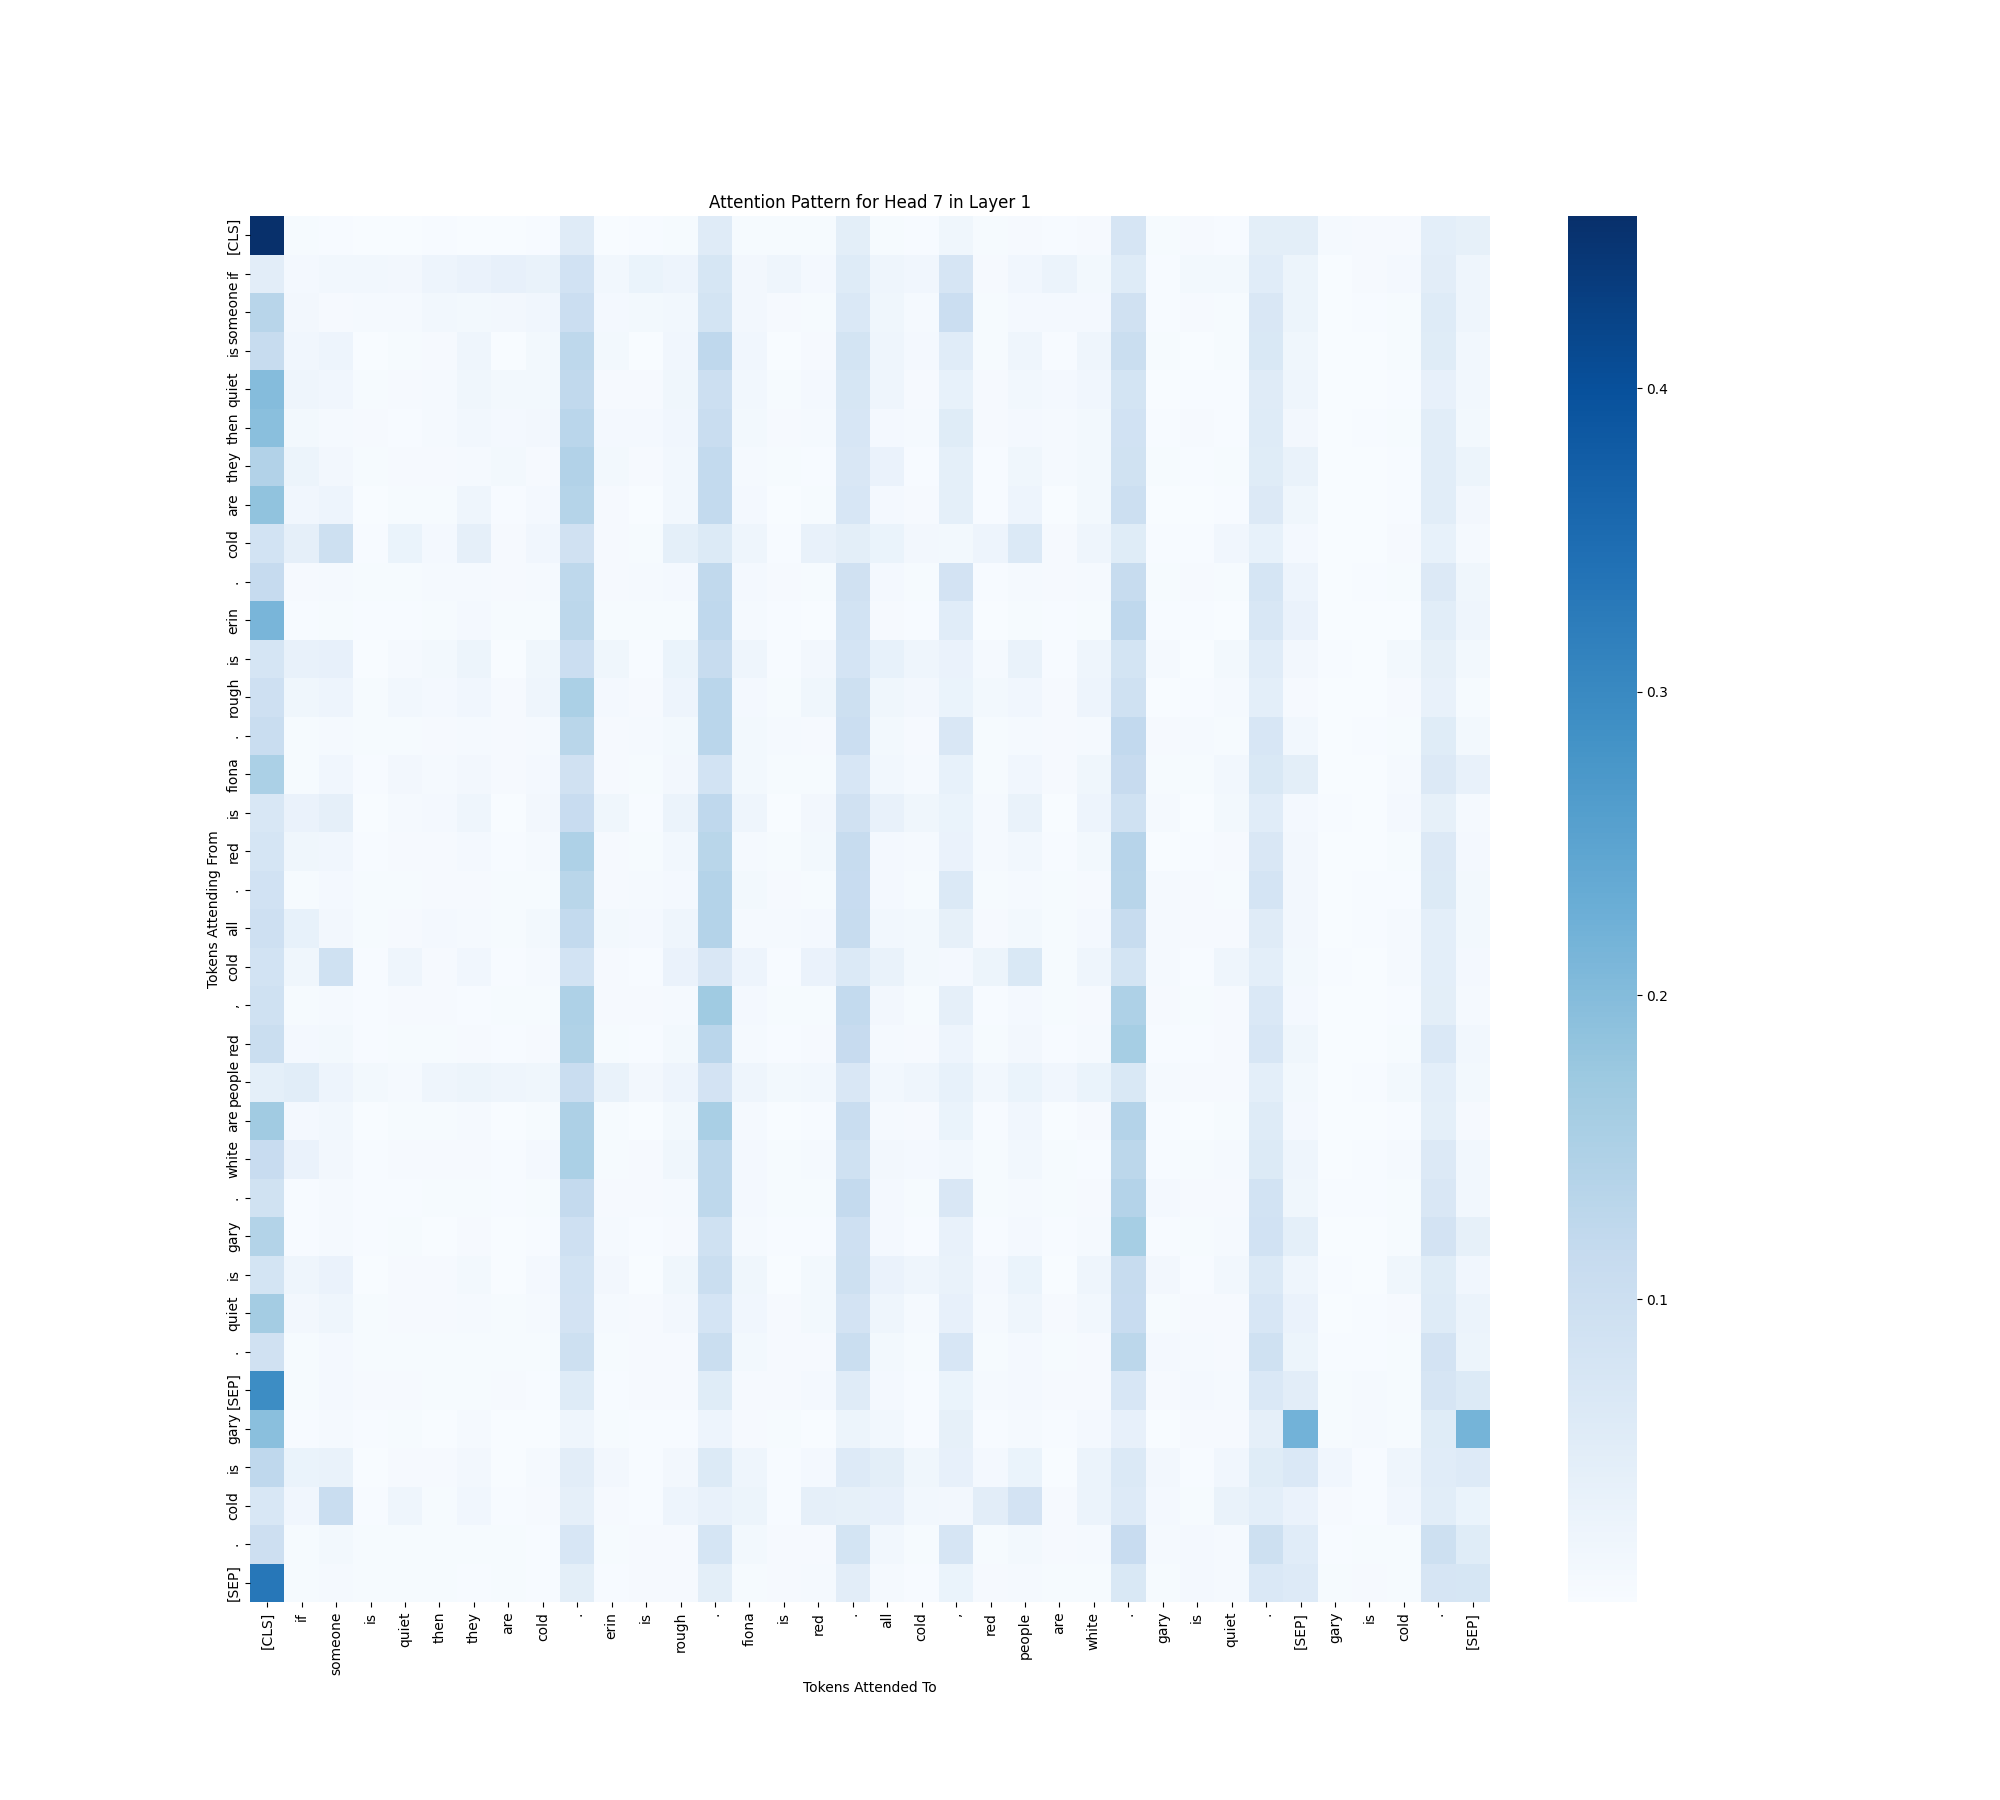 Attention Pattern for Head 7 in Layer 1
Tokens Attending From
[CLS]
if
someone
is
quiet
then
they
are
cold
.
erin
is
rough
.
fiona
is
red
.
all
cold
,
red
people
are
white
.
gary
is
quiet
.
[SEP]
gary
is
cold
.
[SEP]
[CLS] if someone is quiet then they are cold . erin is rough . fiona is red . all cold , red people are white . gary is quiet . [SEP] gary is cold . [SEP]
Tokens Attended To
0.4
0.3
0.2
0.1